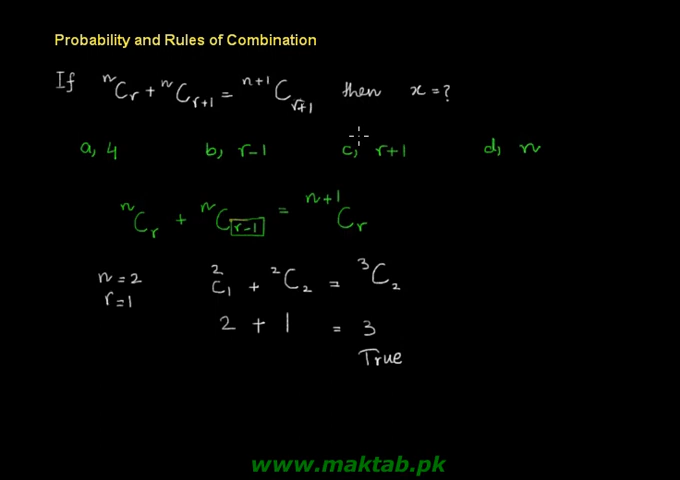 Probability and Rules of Combination
If ⁿCᵣ + ⁿCᵣ₊₁ = ⁿ⁺¹Cᵣ₊₁ then x = ?
a, 4 b, r-1 c, r+1 d, n
ⁿCᵣ + ⁿCᵣ₋₁ = ⁿ⁺¹Cᵣ
n = 2 ²C₁ + ²C₂ = ³C₂
r = 1
2 + 1 = 3
True
www.maktab.pk